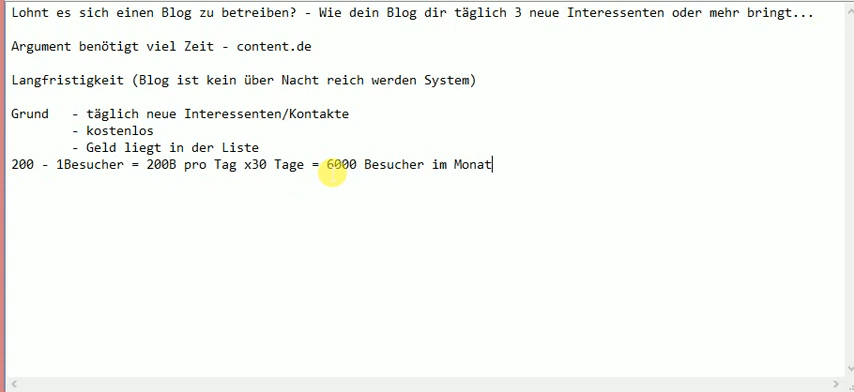 Lohnt es sich einen Blog zu betreiben? - Wie dein Blog dir täglich 3 neue Interessenten oder mehr bringt...
Argument benötigt viel Zeit - content.de
Langfristigkeit (Blog ist kein über Nacht reich werden System)
Grund - täglich neue Interessenten/Kontakte
- kostenlos
- Geld liegt in der Liste
200 - 1Besucher = 200B pro Tag x30 Tage = 6000 Besucher im Monat